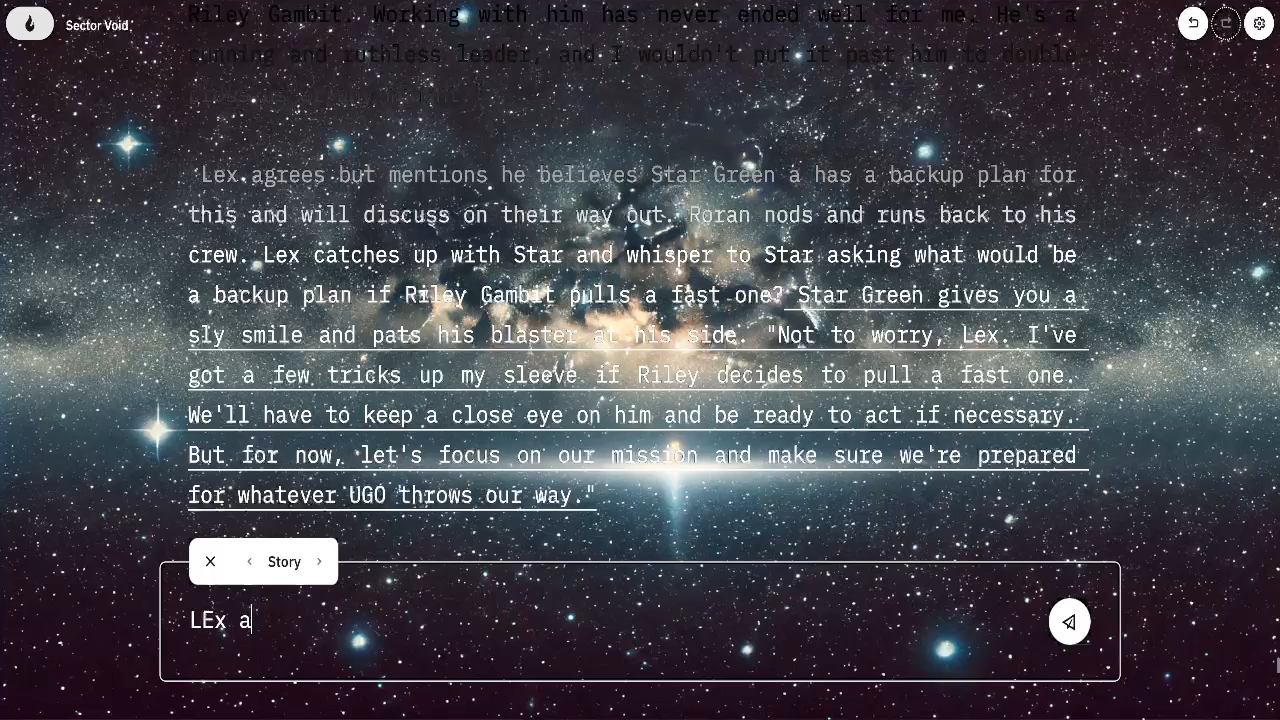 Sector Void
Riley Gambit. Working with him has never ended well for me. He's a
cunning and ruthless leader, and I wouldn't put it past him to double
Lex agrees but mentions he believes Star Green a has a backup plan for
this and will discuss on their way out. Roran nods and runs back to his
crew. Lex catches up with Star and whisper to Star asking what would be
a backup plan if Riley Gambit pulls a fast one? Star Green gives you a
sly smile and pats his blaster at his side. "Not to worry, Lex. I've
got a few tricks up my sleeve if Riley decides to pull a fast one.
We'll have to keep a close eye on him and be ready to act if necessary.
But for now, let's focus on our mission and make sure we're prepared
for whatever UGO throws our way."
Story
LEx a